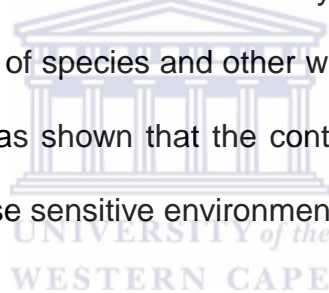 of species and other w
as shown that the cont
se sensitive environmen
UNIVERSITY of the
WESTERN CAPE